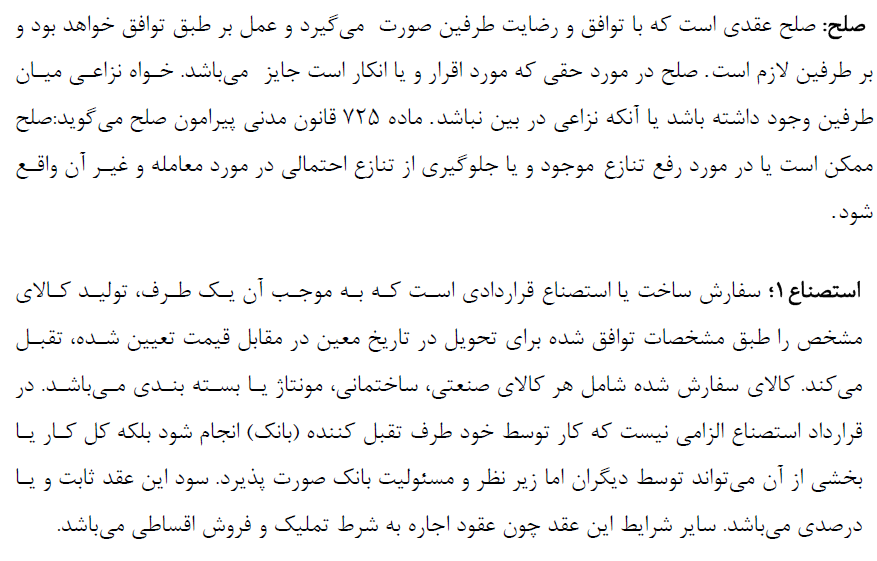 صلح: صلح عقدی است که با توافق و رضایت طرفین صورت می‌گیرد و عمل بر طبق توافق خواهد بود و
بر طرفین لازم است. صلح در مورد حقی که مورد اقرار و یا انکار است جایز می‌باشد. خواه نزاعی میان
طرفین وجود داشته باشد یا آنکه نزاعی در بین نباشد. ماده ۷۲۵ قانون مدنی پیرامون صلح می‌گوید:صلح
ممکن است یا در مورد رفع تنازع موجود و یا جلوگیری از تنازع احتمالی در مورد معامله و غیر آن واقع
شود.
استصناع۱؛ سفارش ساخت یا استصناع قراردادی است که به موجب آن یک طرف، تولید کالای
مشخص را طبق مشخصات توافق شده برای تحویل در تاریخ معین در مقابل قیمت تعیین شده، تقبل
می‌کند. کالای سفارش شده شامل هر کالای صنعتی، ساختمانی، مونتاژ یا بسته بندی می‌باشد. در
قرارداد استصناع الزامی نیست که کار توسط خود طرف تقبل کننده (بانک) انجام شود بلکه کل کار یا
بخشی از آن می‌تواند توسط دیگران اما زیر نظر و مسئولیت بانک صورت پذیرد. سود این عقد ثابت و یا
درصدی می‌باشد. سایر شرایط این عقد چون عقود اجاره به شرط تملیک و فروش اقساطی می‌باشد.